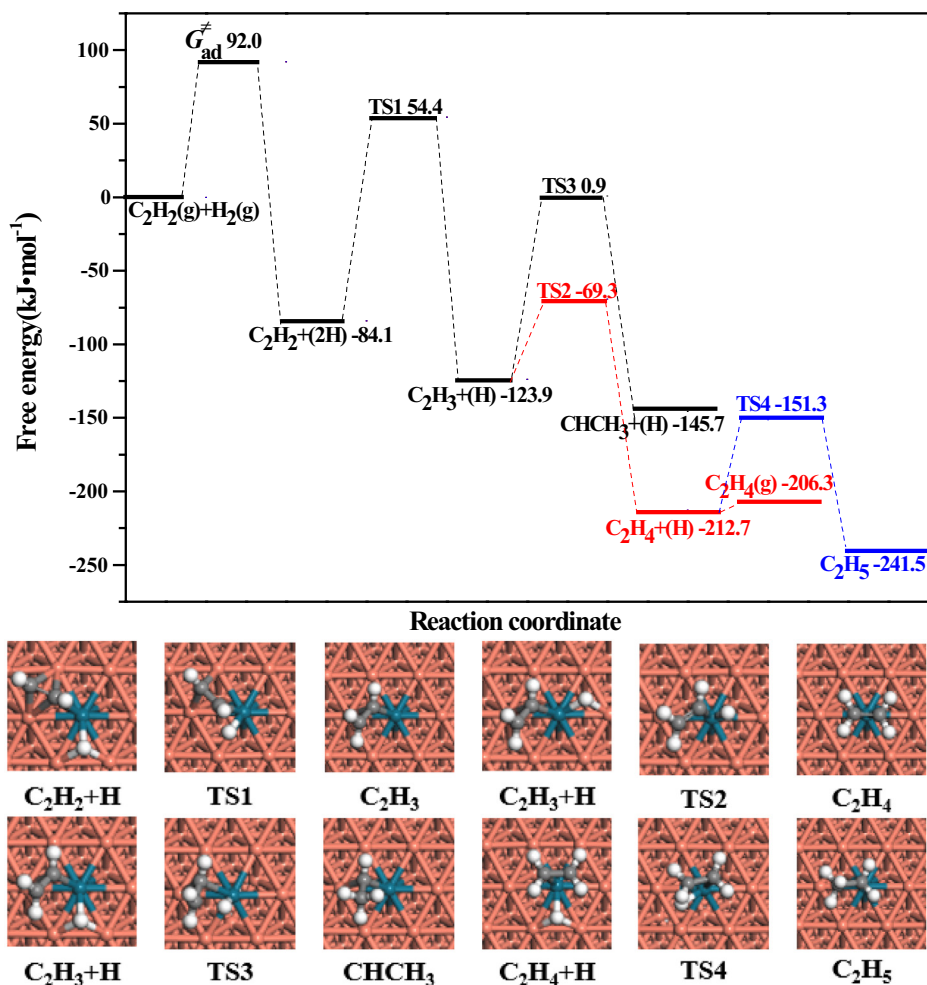 G≠ad 92.0
100
TS1 54.4
50
TS3 0.9
0
C2H2(g)+H2(g)
-50
TS2 -69.3
C2H2+(2H) -84.1
-100
C2H3+(H) -123.9
-150
CHCH3+(H) -145.7
TS4 -151.3
-200
C2H4(g) -206.3
C2H4+(H) -212.7
-250
C2H5 -241.5
Free energy(kJ•mol-1)
Reaction coordinate
C2H2+H TS1 C2H3 C2H3+H TS2 C2H4
C2H3+H TS3 CHCH3 C2H4+H TS4 C2H5